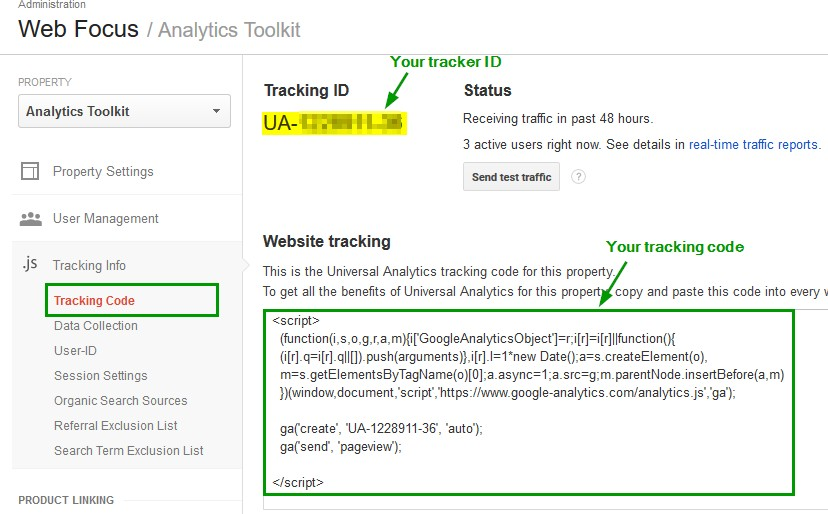 Administration
Web Focus / Analytics Toolkit
PROPERTY
Analytics Toolkit
Property Settings
User Management
.js Tracking Info
Tracking Code
Data Collection
User-ID
Session Settings
Organic Search Sources
Referral Exclusion List
Search Term Exclusion List
PRODUCT LINKING
Your tracker ID
Tracking ID
UA-
Status
Receiving traffic in past 48 hours.
3 active users right now. See details in real-time traffic reports.
Send test traffic ?
Website tracking
Your tracking code
This is the Universal Analytics tracking code for this property.
To get all the benefits of Universal Analytics for this property, copy and paste this code into every w
<script>
(function(i,s,o,g,r,a,m){i['GoogleAnalyticsObject']=r;i[r]=i[r]||function(){
(i[r].q=i[r].q||[]).push(arguments)},i[r].l=1*new Date();a=s.createElement(o),
m=s.getElementsByTagName(o)[0];a.async=1;a.src=g;m.parentNode.insertBefore(a,m)
})(window,document,'script','https://www.google-analytics.com/analytics.js','ga');
ga('create', 'UA-1228911-36', 'auto');
ga('send', 'pageview');
</script>